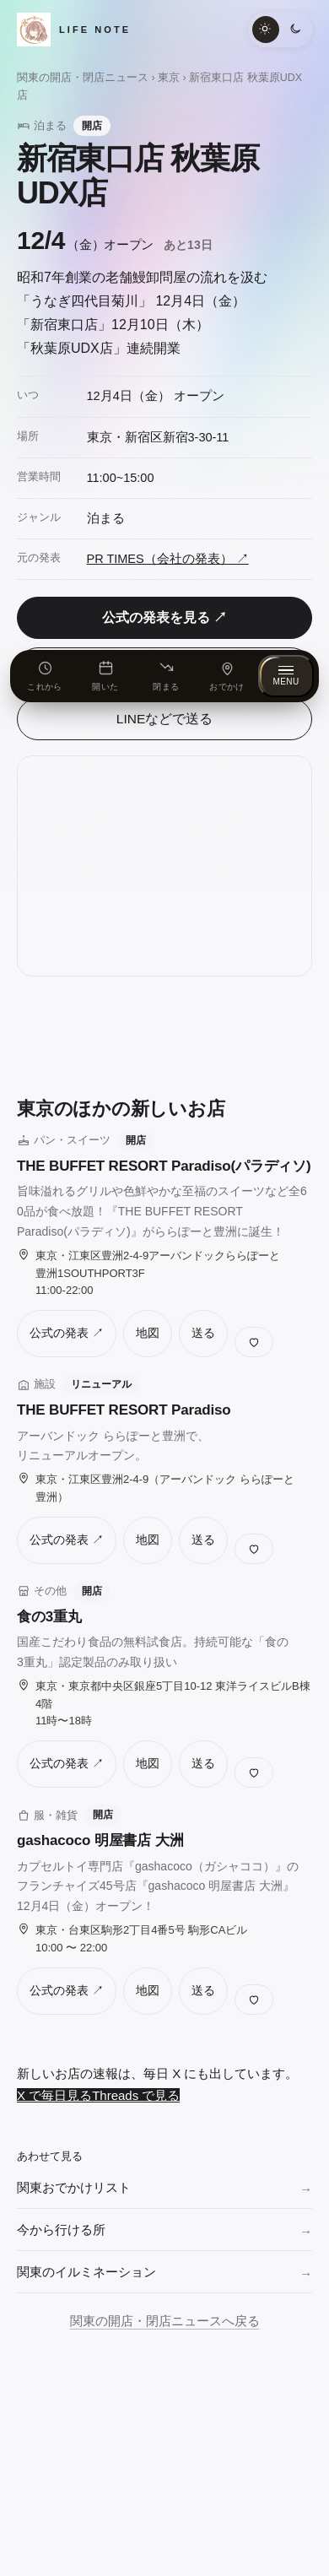 LIFE NOTE
関東の開店・閉店ニュース › 東京 › 新宿東口店 秋葉原UDX
店
泊まる 開店
新宿東口店 秋葉原
UDX店
12/4（金）オープン あと13日
昭和7年創業の老舗鰻卸問屋の流れを汲む
「うなぎ四代目菊川」 12月4日（金）
「新宿東口店」12月10日（木）
「秋葉原UDX店」連続開業
いつ 12月4日（金） オープン
場所 東京・新宿区新宿3-30-11
営業時間 11:00~15:00
ジャンル 泊まる
元の発表 PR TIMES（会社の発表） ↗
公式の発表を見る ↗
これから 開いた 閉まる おでかけ MENU
LINEなどで送る
東京のほかの新しいお店
パン・スイーツ 開店
THE BUFFET RESORT Paradiso(パラディソ)
旨味溢れるグリルや色鮮やかな至福のスイーツなど全6
0品が食べ放題！『THE BUFFET RESORT
Paradiso(パラディソ)』がららぽーと豊洲に誕生！
東京・江東区豊洲2-4-9アーバンドックららぽーと
豊洲1SOUTHPORT3F
11:00-22:00
公式の発表 ↗ 地図 送る
施設 リニューアル
THE BUFFET RESORT Paradiso
アーバンドック ららぽーと豊洲で、
リニューアルオープン。
東京・江東区豊洲2-4-9（アーバンドック ららぽーと
豊洲）
公式の発表 ↗ 地図 送る
その他 開店
食の3重丸
国産こだわり食品の無料試食店。持続可能な「食の
3重丸」認定製品のみ取り扱い
東京・東京都中央区銀座5丁目10-12 東洋ライスビルB棟
4階
11時〜18時
公式の発表 ↗ 地図 送る
服・雑貨 開店
gashacoco 明屋書店 大洲
カプセルトイ専門店『gashacoco（ガシャココ）』の
フランチャイズ45号店『gashacoco 明屋書店 大洲』
12月4日（金）オープン！
東京・台東区駒形2丁目4番5号 駒形CAビル
10:00 〜 22:00
公式の発表 ↗ 地図 送る
新しいお店の速報は、毎日 X にも出しています。
X で毎日見るThreads で見る
あわせて見る
関東おでかけリスト →
今から行ける所 →
関東のイルミネーション →
関東の開店・閉店ニュースへ戻る